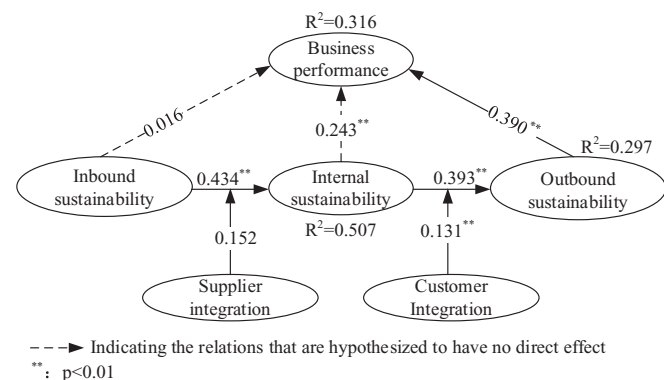 R²=0.316
Business
performance
0.016
0.243**
0.390**
R²=0.297
Inbound
sustainability
0.434**
Internal
sustainability
0.393**
Outbound
sustainability
R²=0.507
0.152
0.131**
Supplier
integration
Customer
Integration
Indicating the relations that are hypothesized to have no direct effect
**: p<0.01